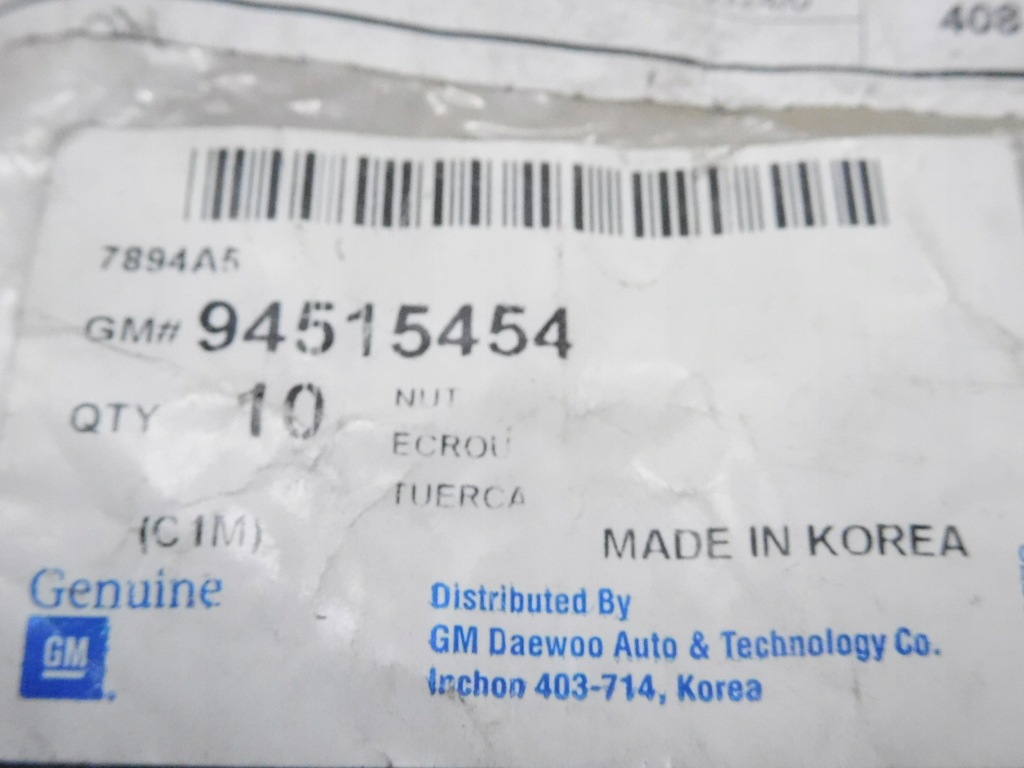 408
7894A5
GM# 94515454
QTY 10 NUT
ECROU
TUERCA
(C1M)
MADE IN KOREA
Genuine
GM
Distributed By
GM Daewoo Auto & Technology Co.
Inchon 403-714, Korea